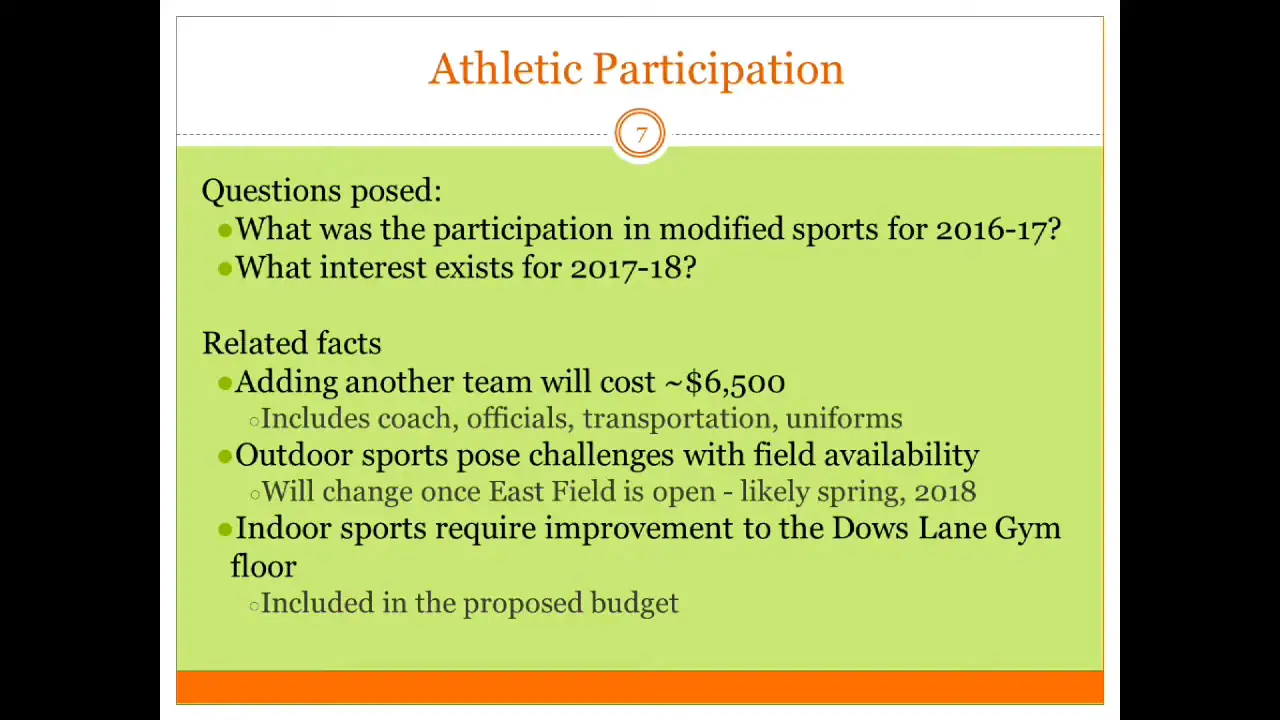 Athletic Participation
7
Questions posed:
●What was the participation in modified sports for 2016-17?
●What interest exists for 2017-18?
Related facts
●Adding another team will cost ~$6,500
○Includes coach, officials, transportation, uniforms
●Outdoor sports pose challenges with field availability
○Will change once East Field is open - likely spring, 2018
●Indoor sports require improvement to the Dows Lane Gym
floor
○Included in the proposed budget